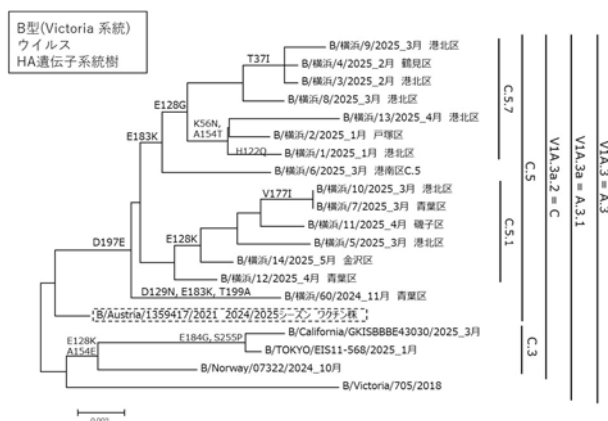 B型(Victoria 系統)
ウイルス
HA遺伝子系統樹
T37I
B/横浜/9/2025_3月 港北区
B/横浜/4/2025_2月 鶴見区
B/横浜/3/2025_2月 港北区
E128G
B/横浜/8/2025_3月 港北区
K56N,
A154T
B/横浜/13/2025_4月 港北区
B/横浜/2/2025_1月 戸塚区
H122Q
B/横浜/1/2025_1月 港北区
E183K
B/横浜/6/2025_3月 港南区C.5
V177I
B/横浜/10/2025_3月 港北区
B/横浜/7/2025_3月 青葉区
B/横浜/11/2025_4月 磯子区
E128K
B/横浜/5/2025_3月 港北区
D197E
B/横浜/14/2025_5月 金沢区
B/横浜/12/2025_4月 青葉区
D129N, E183K, T199A
B/横浜/60/2024_11月 青葉区
B/Austria/1359417/2021 2024/2025シーズン ワクチン株
E128K
A154E
E184G, S255P
B/California/GKISBBBE43030/2025_3月
B/TOKYO/EIS11-568/2025_1月
B/Norway/07322/2024_10月
B/Victoria/705/2018
0.002
C.5.7
C.5.1
C.5
C.3
V1A.3a.2 = C
V1A.3a = A.3.1
V1A.3 = A.3